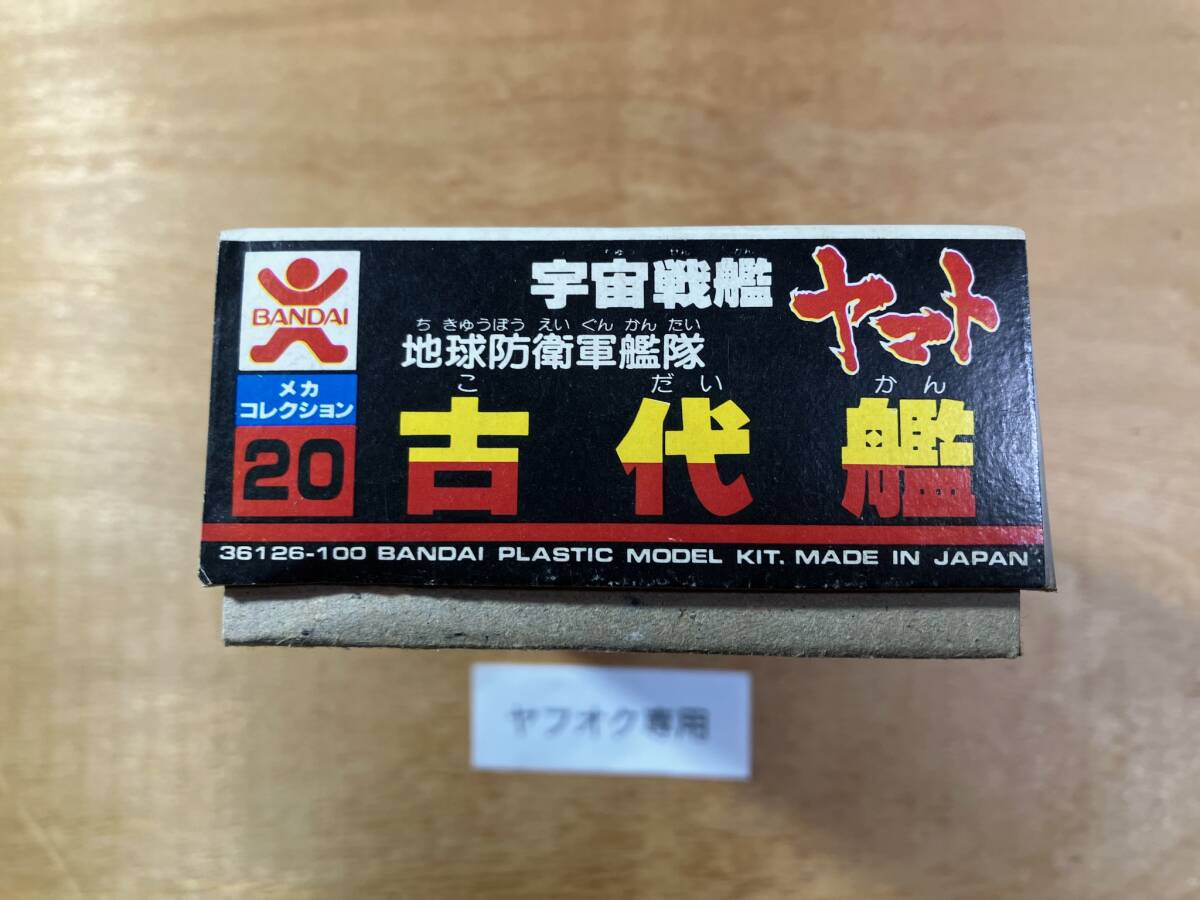 BANDAI
メカ
コレクション
20
宇宙戦艦
ヤマト
ち きゅうぼう えい ぐん かん たい
地球防衛軍艦隊
こ だい かん
古代艦
36126-100 BANDAI PLASTIC MODEL KIT. MADE IN JAPAN
ヤフオク専用